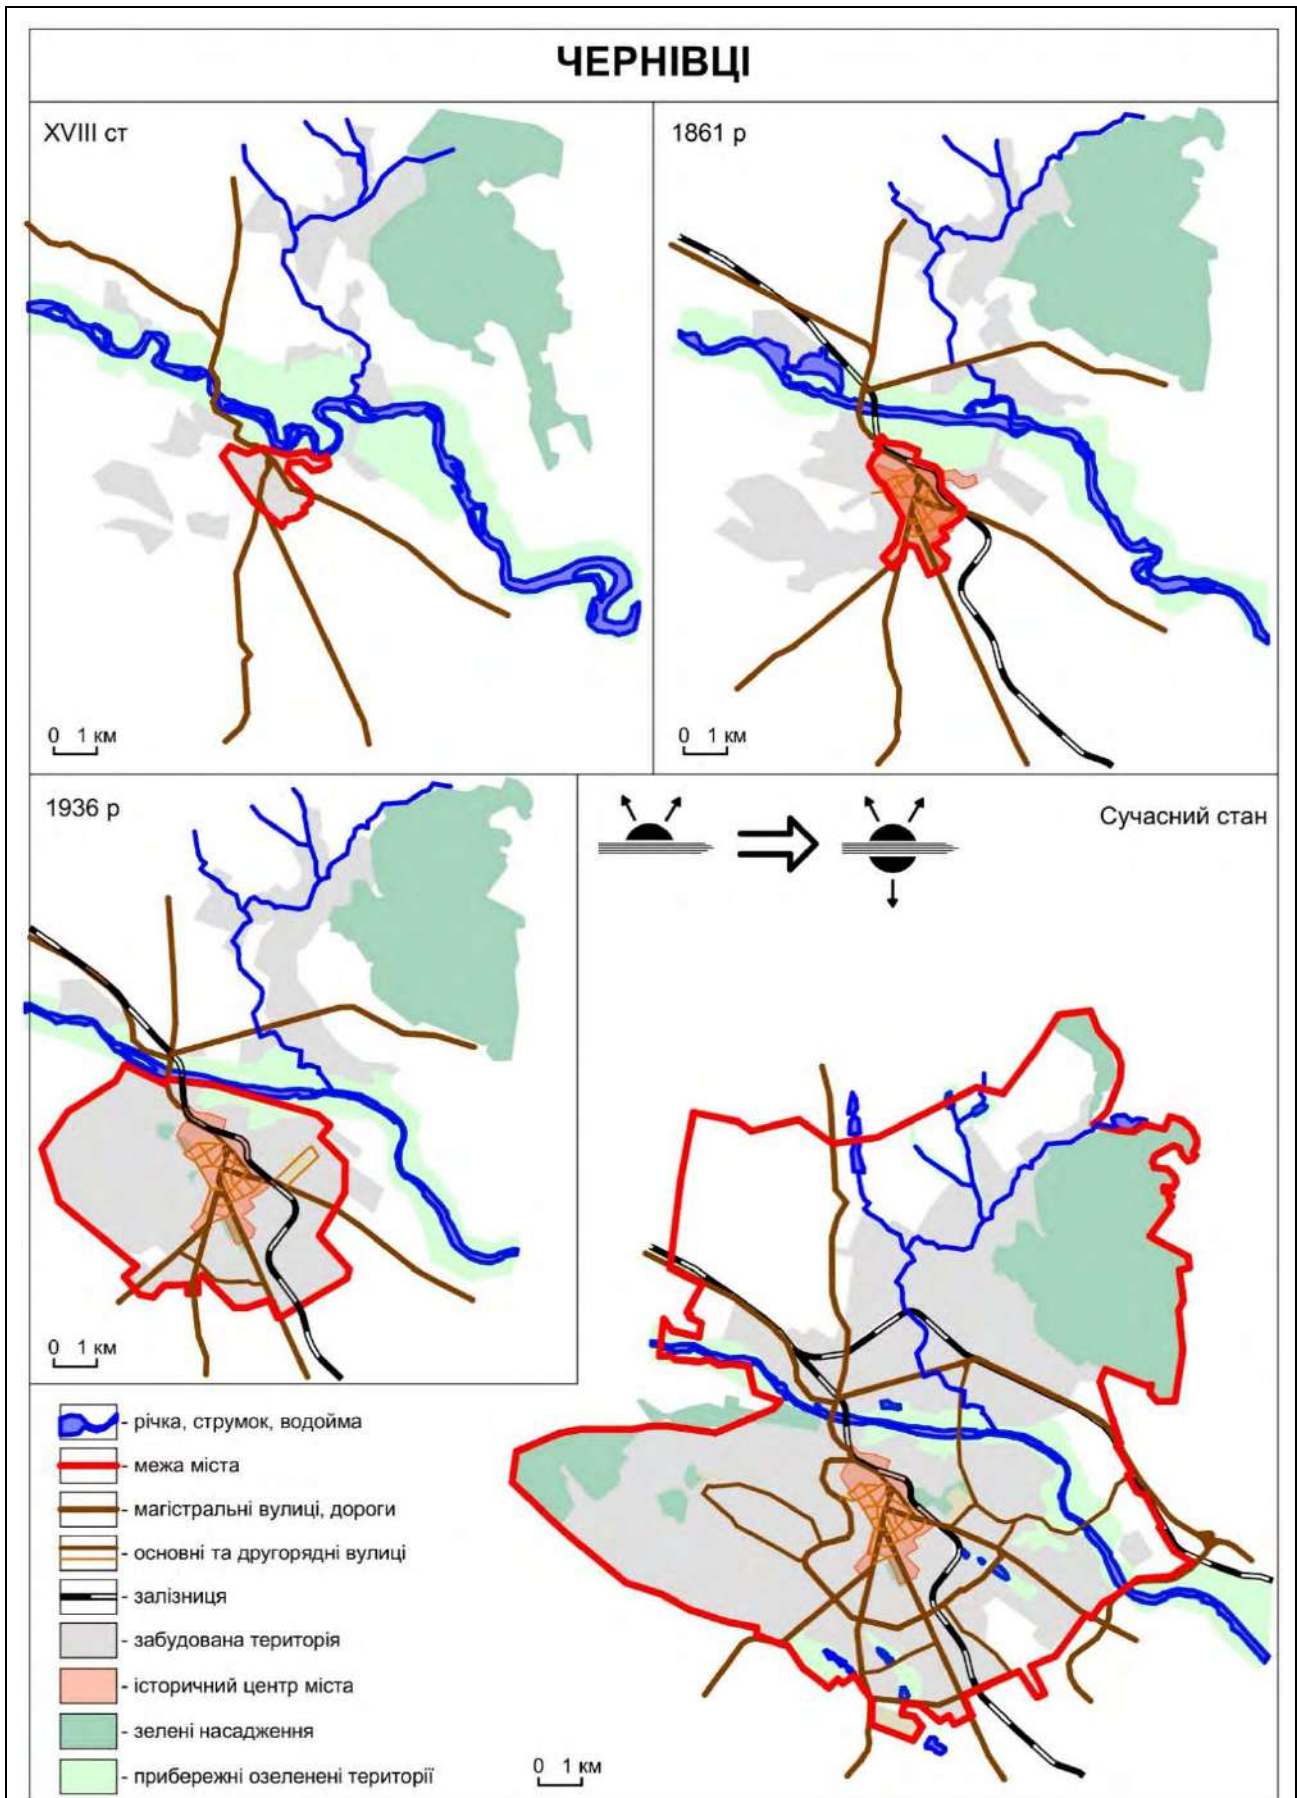 ЧЕРНІВЦІ
XVIII ст
1861 р
0 1 км
0 1 км
1936 р
Сучасний стан
0 1 км
- річка, струмок, водойма
- межа міста
- магістральні вулиці, дороги
- основні та другорядні вулиці
- залізниця
- забудована територія
- історичний центр міста
- зелені насадження
- прибережні озеленені території
0 1 км